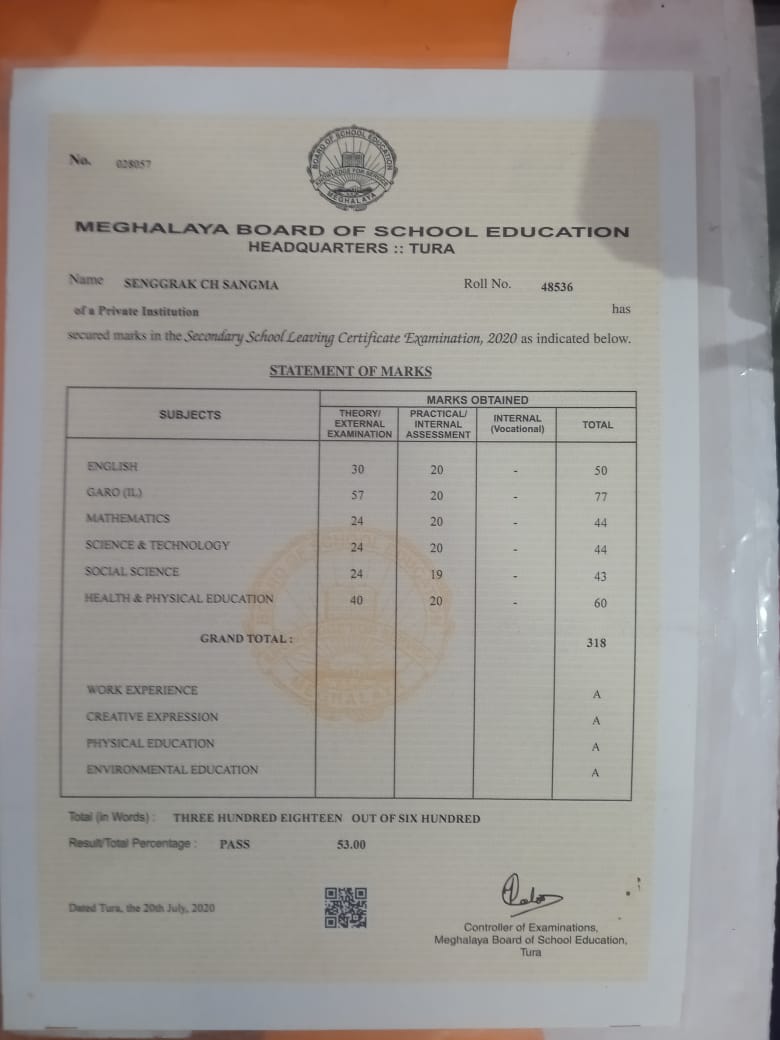 No. 028057
BOARD OF SCHOOL EDUCATION
KNOWLEDGE FOR SERVICE
MEGHALAYA
MEGHALAYA BOARD OF SCHOOL EDUCATION
HEADQUARTERS :: TURA
Name SENGGRAK CH SANGMA Roll No. 48536
of a Private Institution has
secured marks in the Secondary School Leaving Certificate Examination, 2020 as indicated below.
STATEMENT OF MARKS
SUBJECTS MARKS OBTAINED
THEORY/ EXTERNAL EXAMINATION PRACTICAL/ INTERNAL ASSESSMENT INTERNAL (Vocational) TOTAL
ENGLISH 30 20 - 50
GARO (IL) 57 20 - 77
MATHEMATICS 24 20 - 44
SCIENCE & TECHNOLOGY 24 20 - 44
SOCIAL SCIENCE 24 19 - 43
HEALTH & PHYSICAL EDUCATION 40 20 - 60
GRAND TOTAL : 318
WORK EXPERIENCE A
CREATIVE EXPRESSION A
PHYSICAL EDUCATION A
ENVIRONMENTAL EDUCATION A
Total (in Words) : THREE HUNDRED EIGHTEEN OUT OF SIX HUNDRED
Result/Total Percentage : PASS 53.00
Dated Tura, the 20th July, 2020
Controller of Examinations,
Meghalaya Board of School Education,
Tura